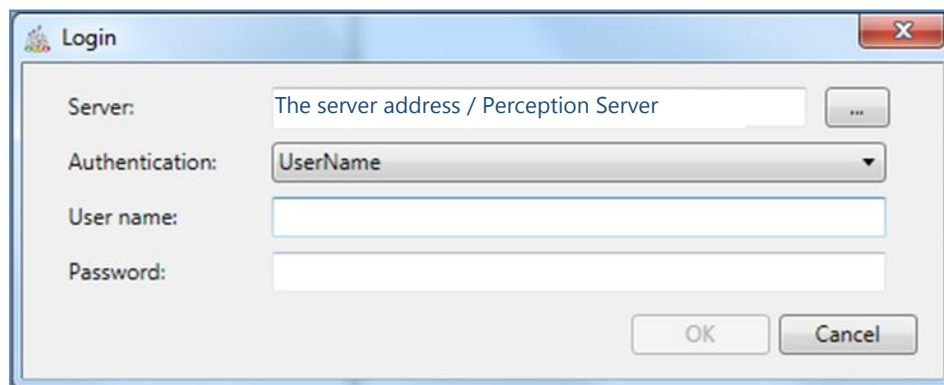 Login
Server: The server address / Perception Server ...
Authentication: UserName
User name:
Password:
OK Cancel